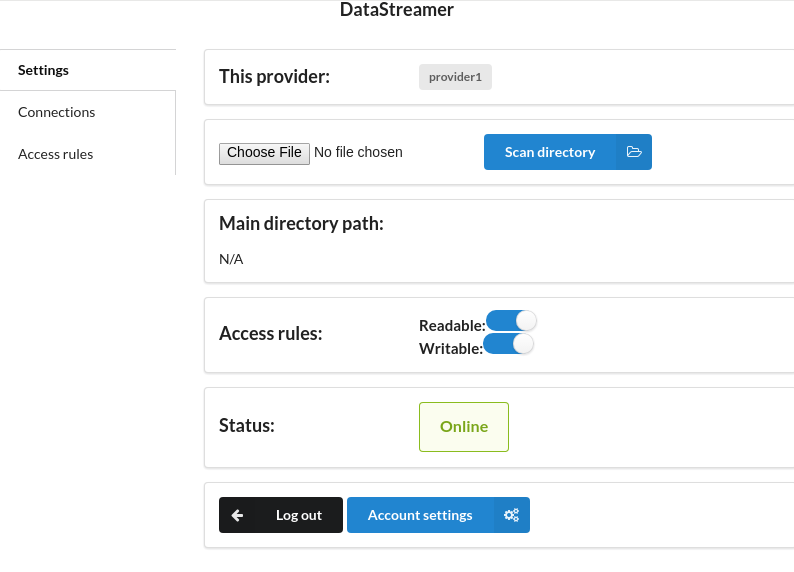 DataStreamer
Settings
Connections
Access rules
This provider: provider1
Choose File No file chosen Scan directory
Main directory path:
N/A
Access rules: Readable:
Writable:
Status: Online
Log out Account settings